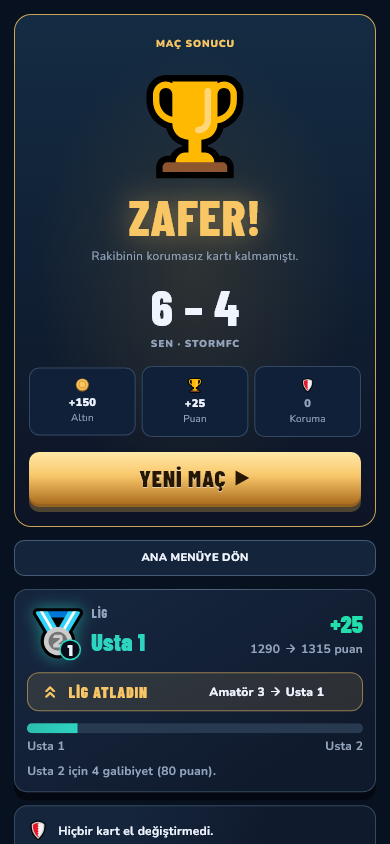 MAÇ SONUCU
ZAFER!
Rakibinin korumasız kartı kalmamıştı.
6 – 4
SEN · STORMFC
+150
Altın
+25
Puan
0
Koruma
YENİ MAÇ ▶
ANA MENÜYE DÖN
2
1
LİG
Usta 1
+25
1290 → 1315 puan
LİG ATLADIN
Amatör 3 → Usta 1
Usta 1
Usta 2
Usta 2 için 4 galibiyet (80 puan).
Hiçbir kart el değiştirmedi.